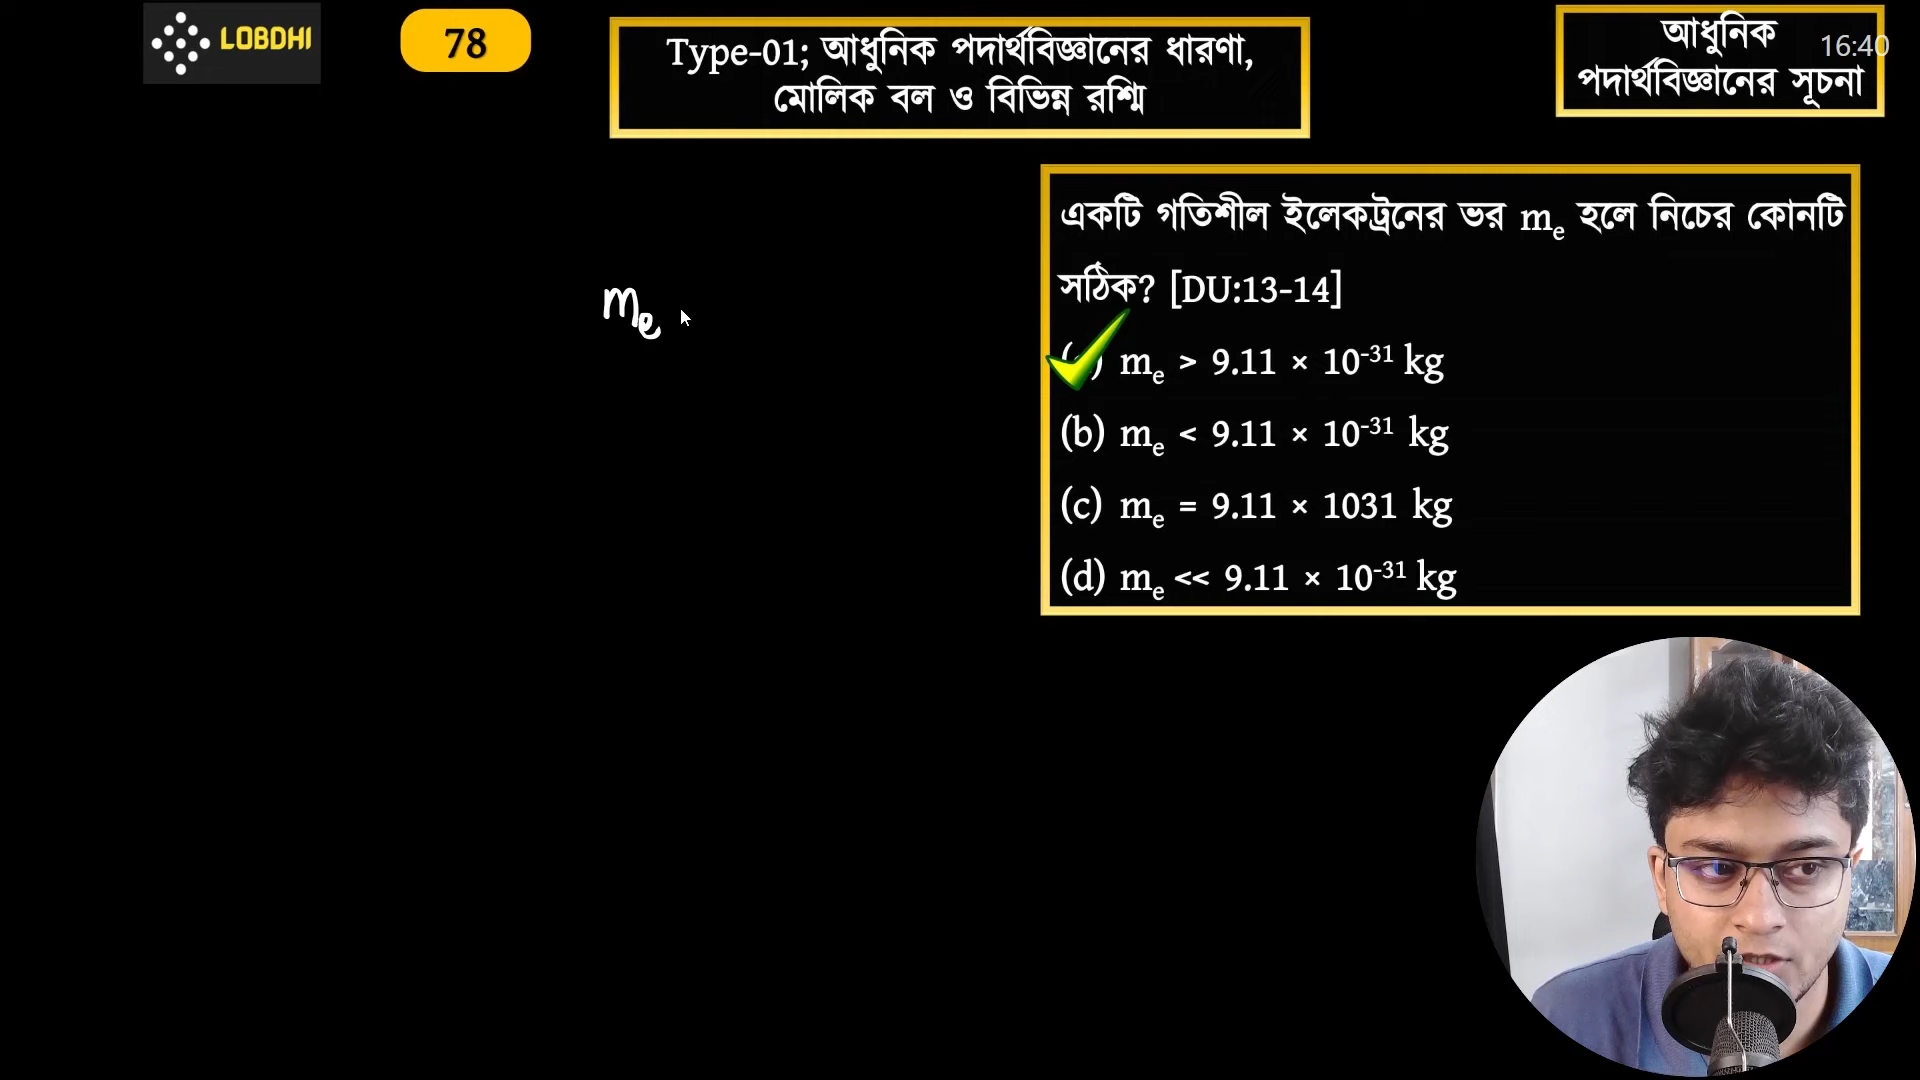 LOBDHI
78
Type-01; আধুনিক পদার্থবিজ্ঞানের ধারণা,
মোলিক বল ও বিভিন্ন রশ্মি
আধুনিক
পদার্থবিজ্ঞানের সূচনা
16:40
একটি গতিশীল ইলেকট্রনের ভর mₑ হলে নিচের কোনটি
সঠিক? [DU:13-14]
mₑ > 9.11 × 10⁻³¹ kg
(b) mₑ < 9.11 × 10⁻³¹ kg
(c) mₑ = 9.11 × 1031 kg
(d) mₑ << 9.11 × 10⁻³¹ kg
mₑ